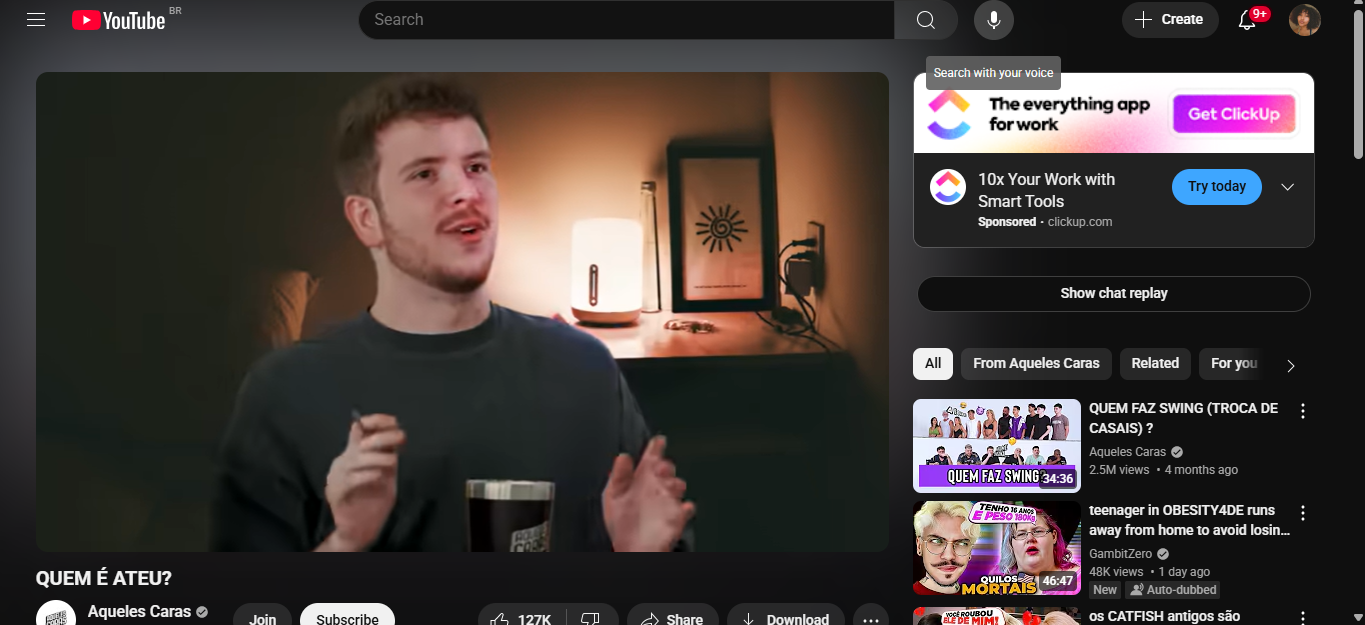 YouTube BR
Search
Create
9+
Search with your voice
The everything app
for work
Get ClickUp
10x Your Work with
Smart Tools
Sponsored · clickup.com
Try today
Show chat replay
All
From Aqueles Caras
Related
For you
QUEM FAZ SWING?
34:36
QUEM FAZ SWING (TROCA DE
CASAIS) ?
Aqueles Caras
2.5M views • 4 months ago
TENHO 16 ANOS
E PESO 180KG
QUILOS
MORTAIS
46:47
teenager in OBESITY4DE runs
away from home to avoid losin...
GambitZero
48K views • 1 day ago
New
Auto-dubbed
VOCÊ ROUBOU
ELE DE MIM!
os CATFISH antigos são
QUEM É ATEU?
Aqueles Caras
Join
Subscribe
127K
Share
Download